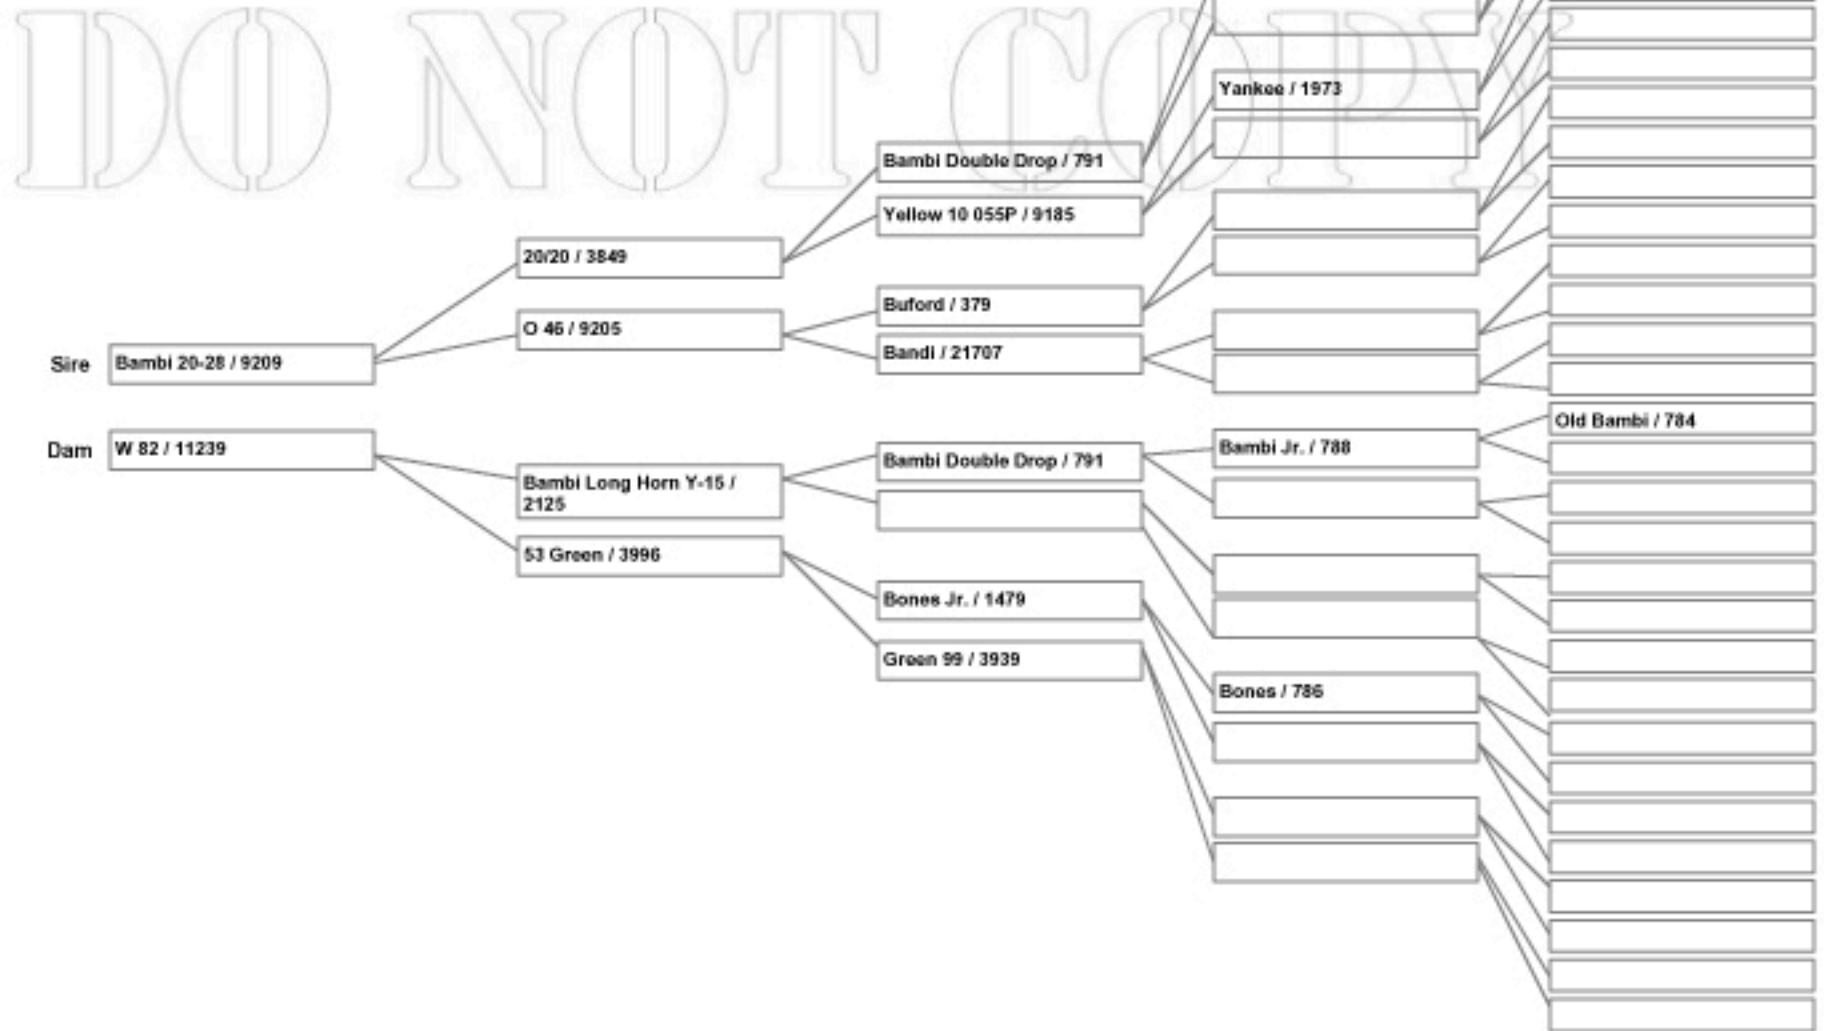 DO NOT COPY
Yankee / 1973
Bambi Double Drop / 791
Yellow 10 055P / 9185
20/20 / 3849
Buford / 379
O 46 / 9205
Bandi / 21707
Sire
Bambi 20-28 / 9209
Old Bambi / 784
Dam
W 82 / 11239
Bambi Jr. / 788
Bambi Double Drop / 791
Bambi Long Horn Y-15 /
2125
53 Green / 3996
Bones Jr. / 1479
Green 99 / 3939
Bones / 786